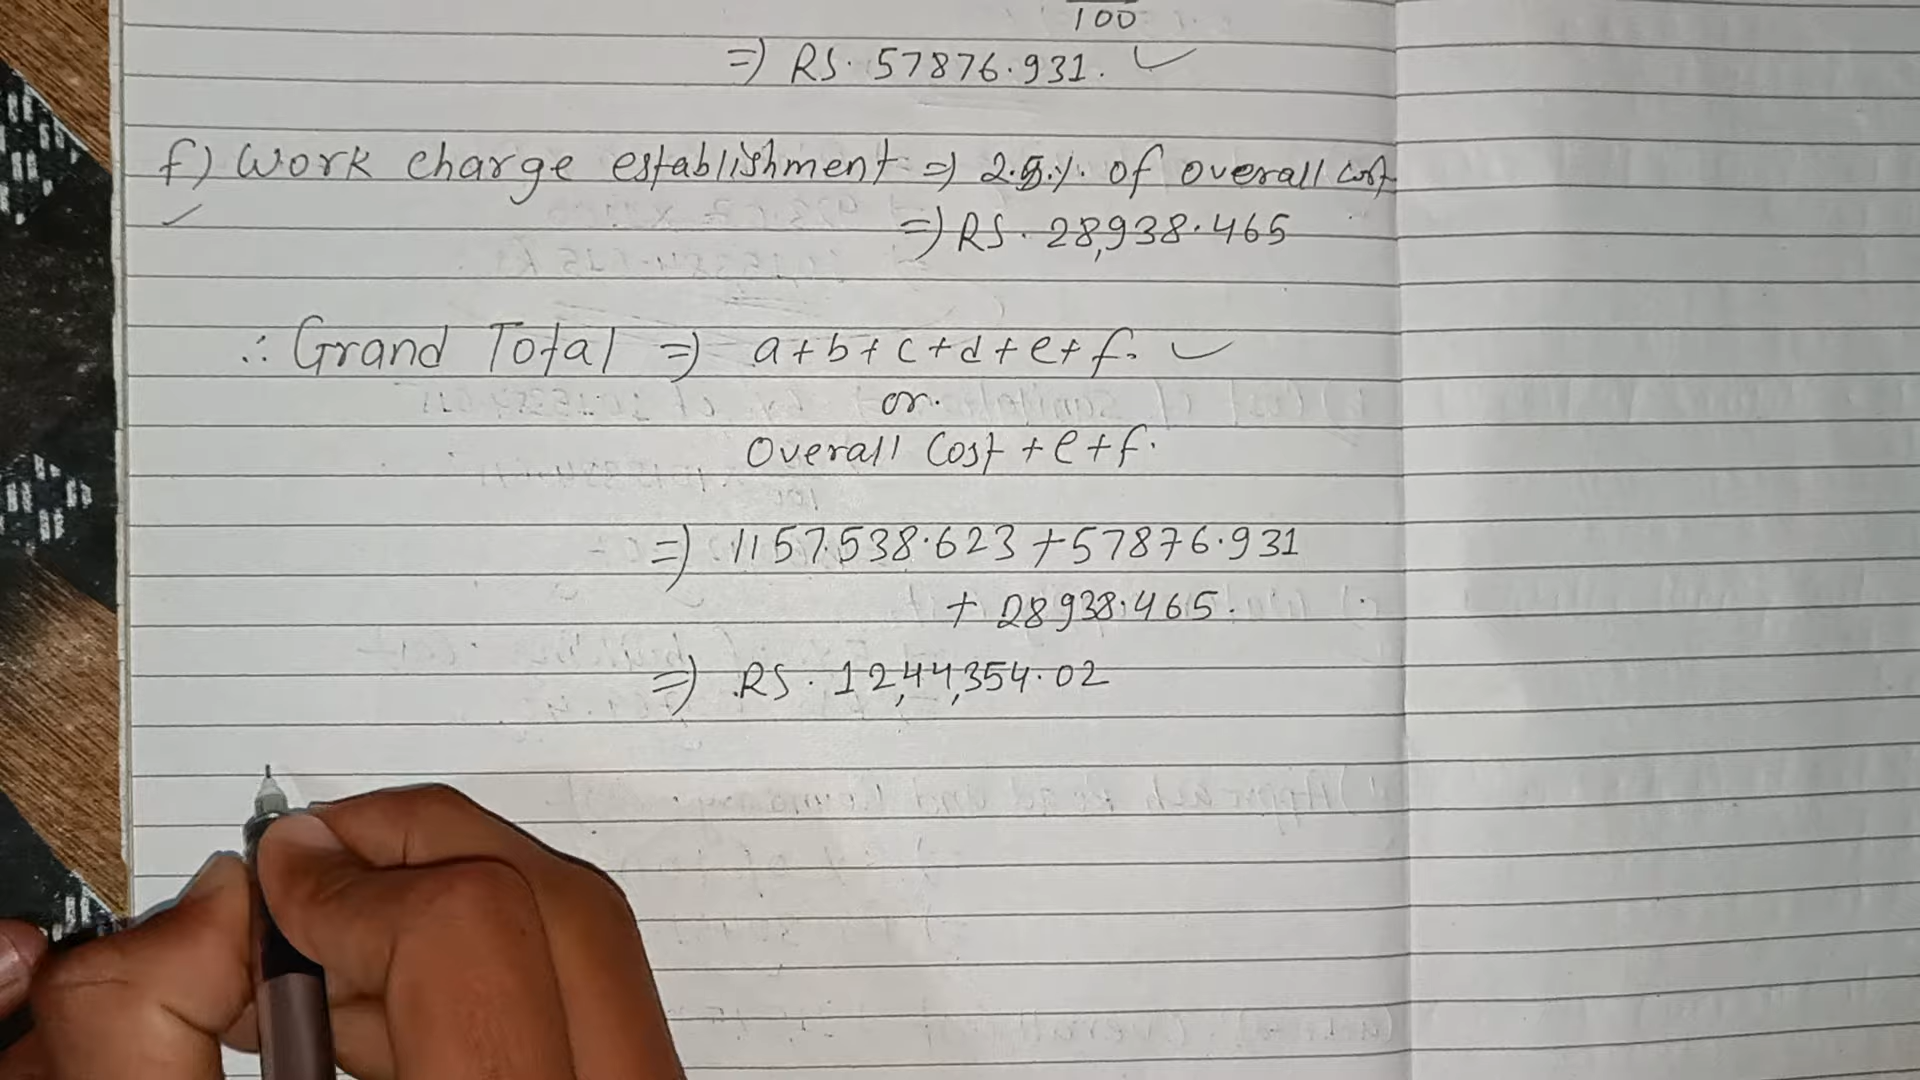 100
=) RS. 57876.931.
f) Work charge establishment =) 2.5.%. of overall cost
=) RS. 28,938.465
∴ Grand Total =) a+b+c+d+e+f.
or.
Overall Cost + e+f.
=) 1157538.623 + 57876.931
+ 28938.465.
=) RS. 12,44,354.02